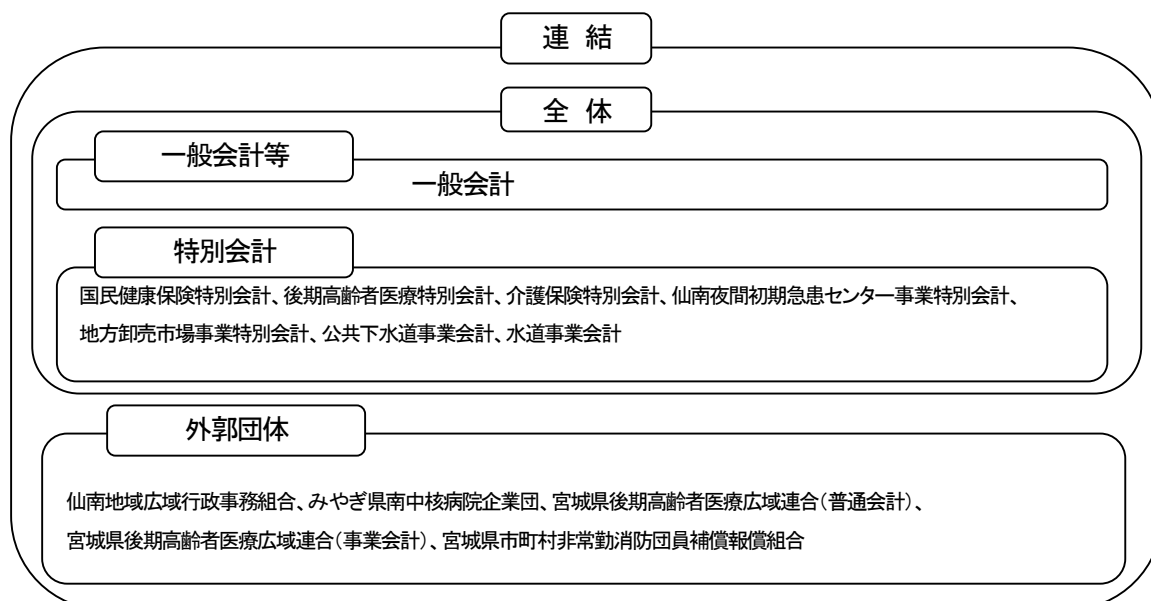 連 結
全 体
一般会計等
一般会計
特別会計
国民健康保険特別会計、後期高齢者医療特別会計、介護保険特別会計、仙南夜間初期急患センター事業特別会計、
地方卸売市場事業特別会計、公共下水道事業会計、水道事業会計
外郭団体
仙南地域広域行政事務組合、みやぎ県南中核病院企業団、宮城県後期高齢者医療広域連合（普通会計）、
宮城県後期高齢者医療広域連合（事業会計）、宮城県市町村非常勤消防団員補償報償組合